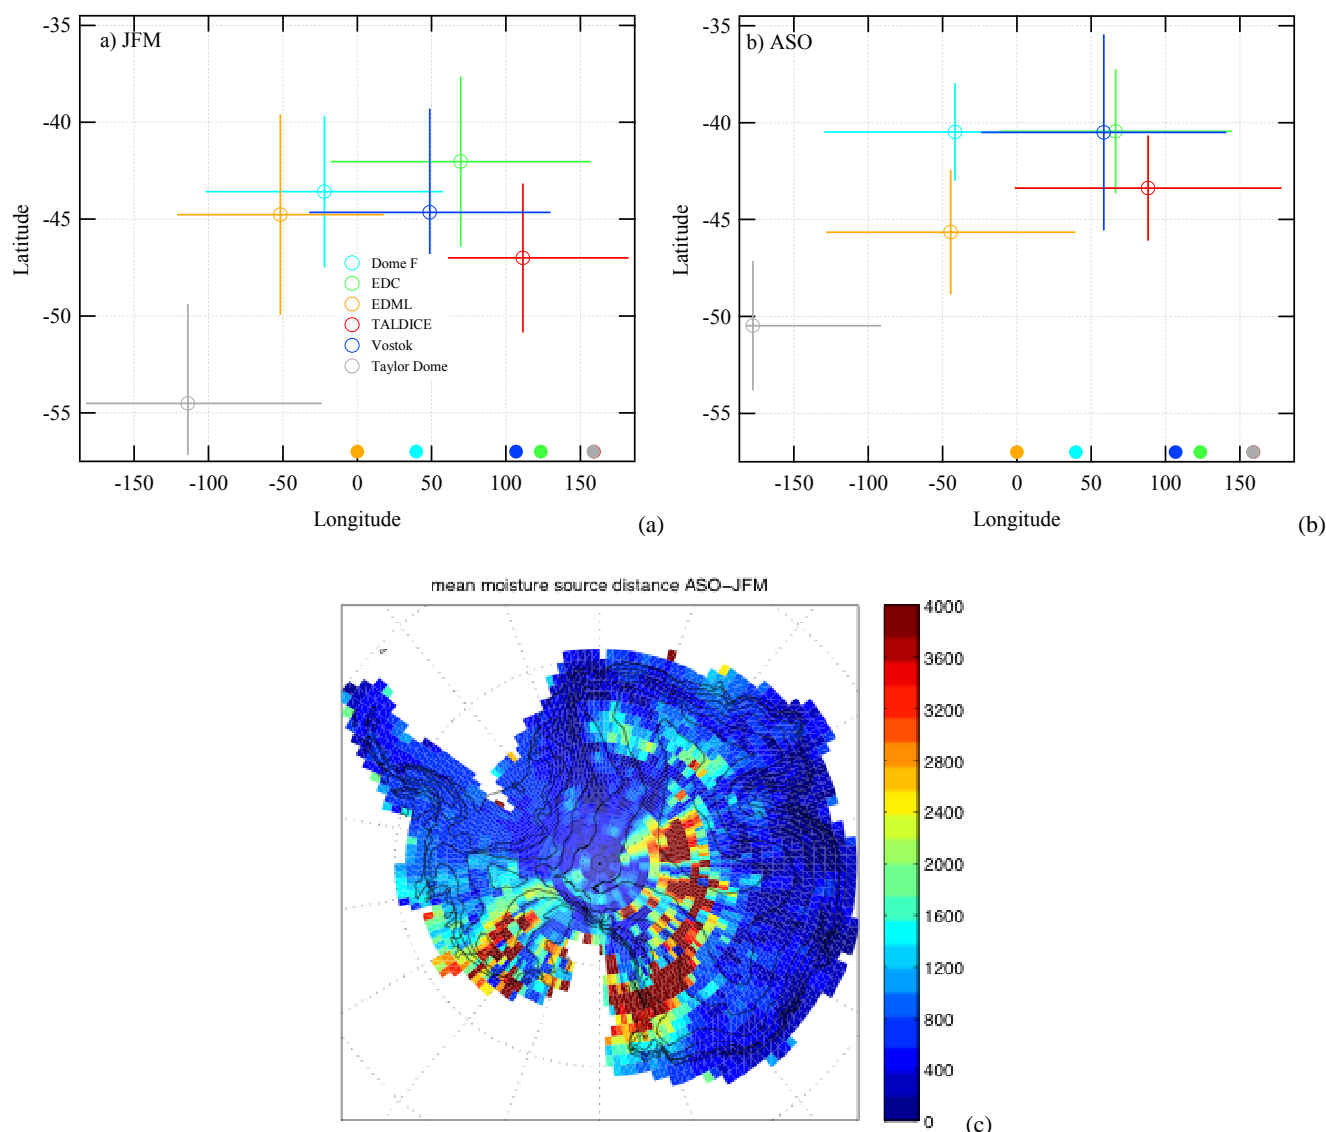 a) JFM
-35
-40
-45
-50
-55
Latitude
Dome F
EDC
EDML
TALDICE
Vostok
Taylor Dome
-150 -100 -50 0 50 100 150
Longitude
(a)
b) ASO
-35
-40
-45
-50
-55
Latitude
-150 -100 -50 0 50 100 150
Longitude
(b)
mean moisture source distance ASO-JFM
4000
3600
3200
2800
2400
2000
1600
1200
800
400
0
(c)